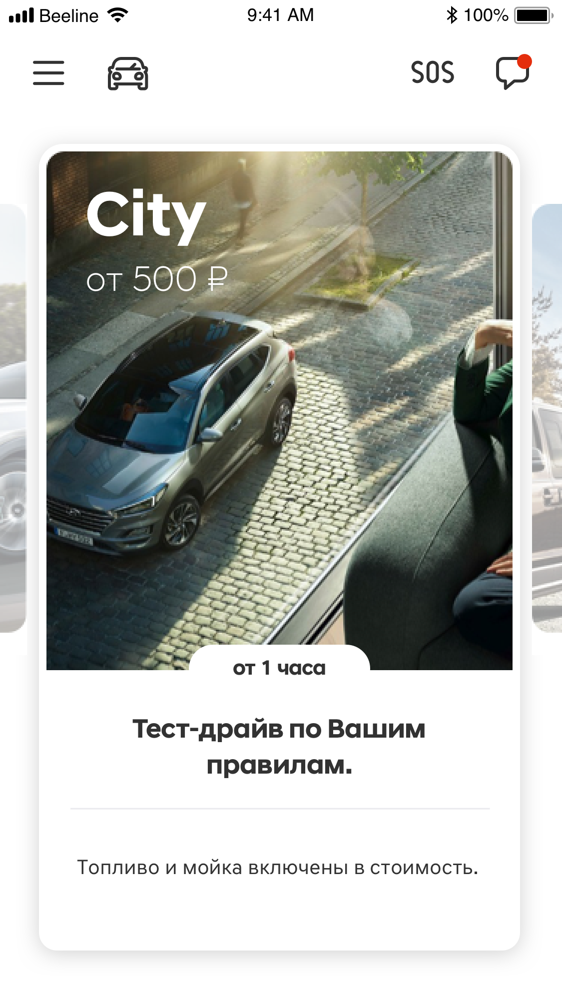 Beeline 9:41 AM 100%
SOS
City
от 500 ₽
от 1 часа
Тест-драйв по Вашим
правилам.
Топливо и мойка включены в стоимость.